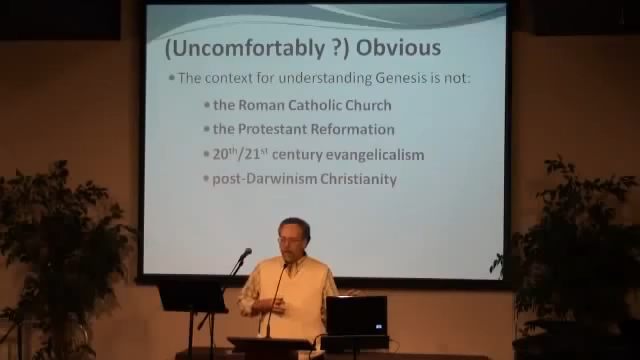 (Uncomfortably ?) Obvious
• The context for understanding Genesis is not:
• the Roman Catholic Church
• the Protestant Reformation
• 20th/21st century evangelicalism
• post-Darwinism Christianity